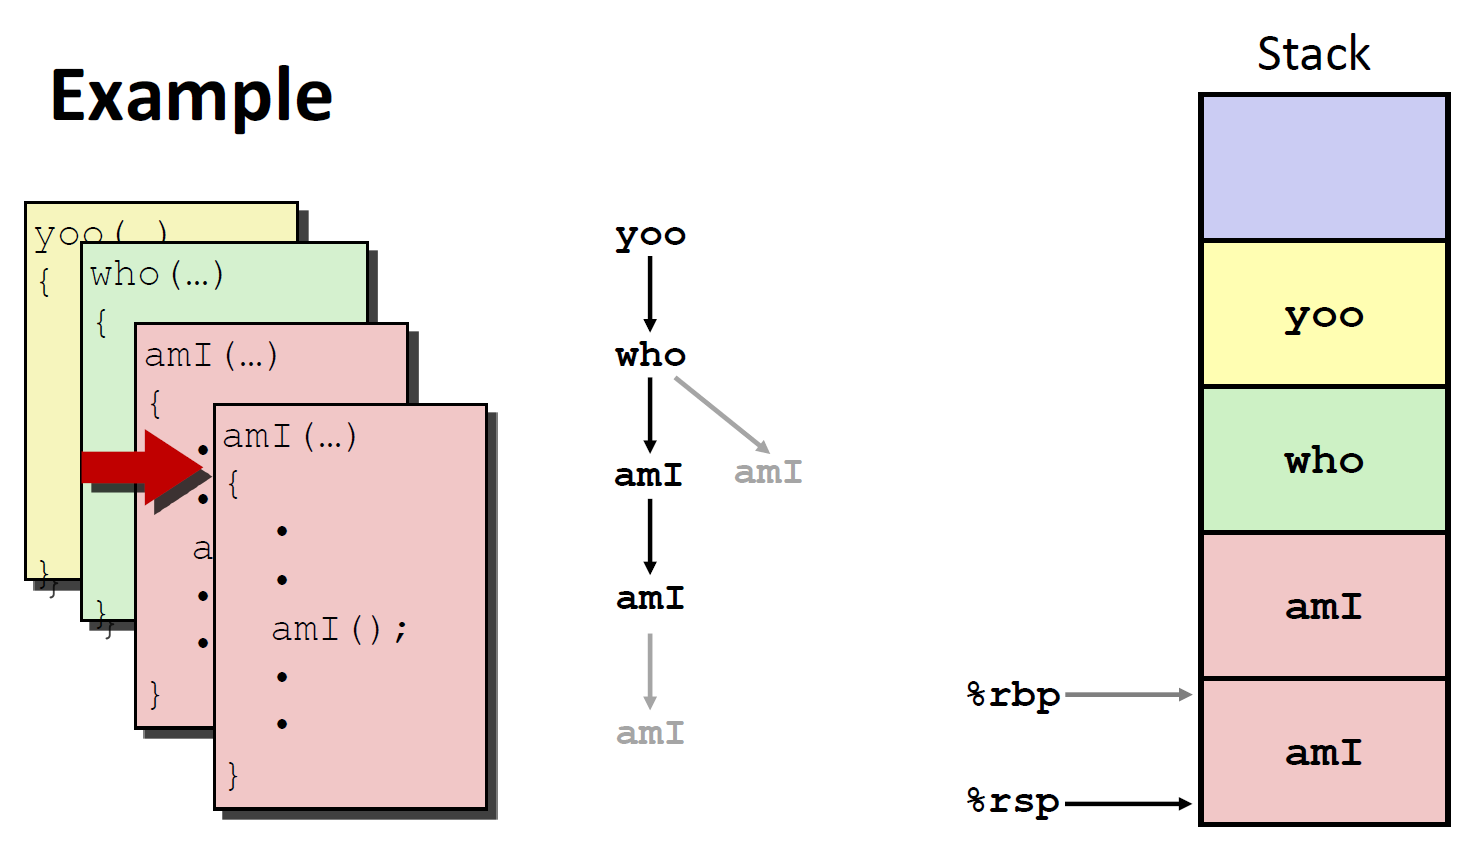 Example
Stack
yoo(…)
{
}
}
who(…)
{
}
}
amI(…)
{
•
•
a
•
•
}
amI(…)
{
•
•
amI();
•
•
}
yoo
who
amI amI
amI
amI
yoo
who
amI
%rbp
amI
%rsp